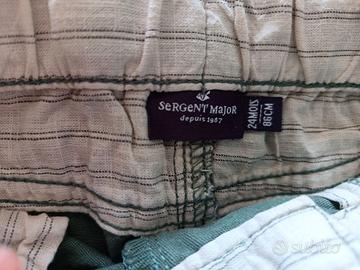 SeRGeNT MaJOR
depuis 1987
24MOIS
86CM
subito